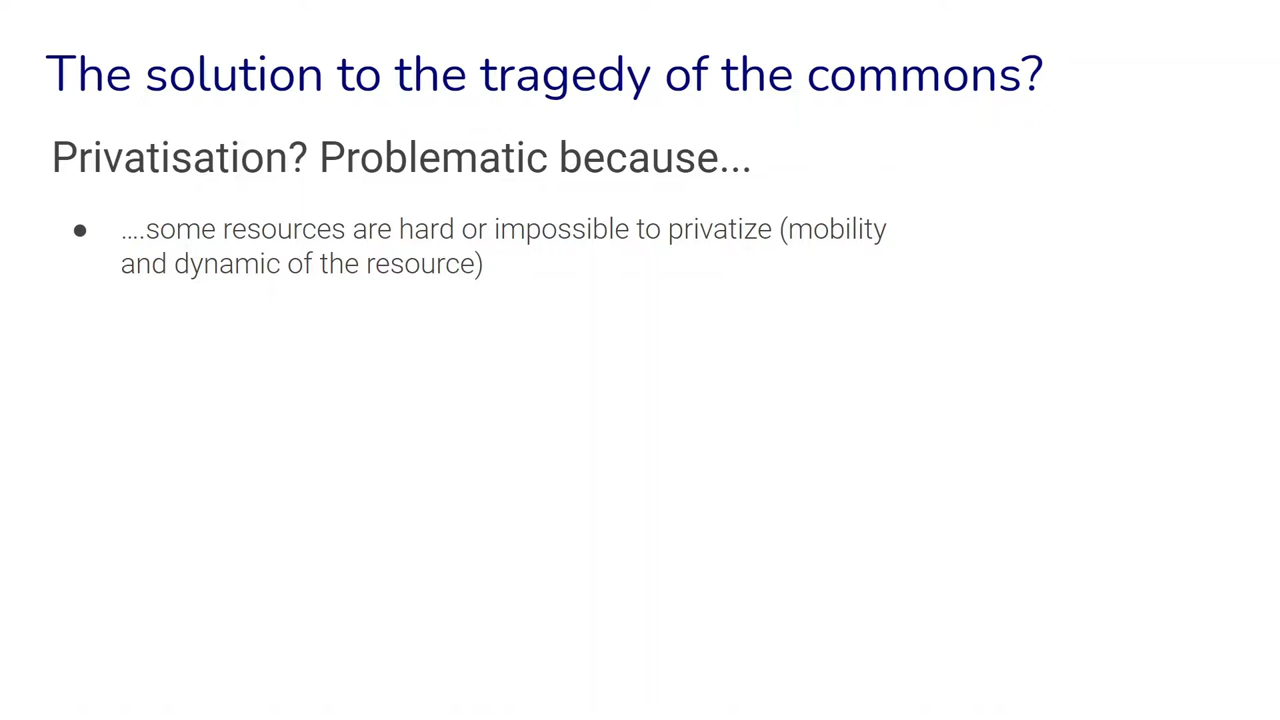 The solution to the tragedy of the commons?
Privatisation? Problematic because...
● ....some resources are hard or impossible to privatize (mobility
and dynamic of the resource)